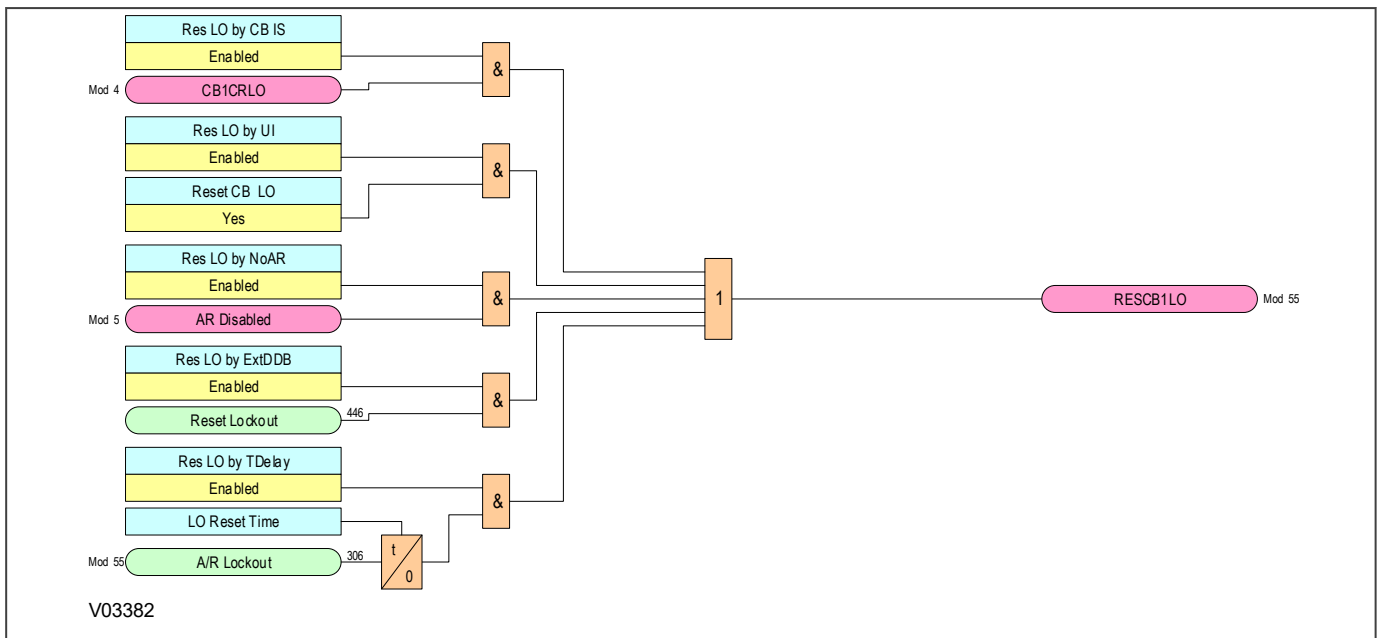 Res LO by CB IS
Enabled
&
Mod 4
CB1CRLO
Res LO by UI
Enabled
&
Reset CB LO
Yes
Res LO by NoAR
Enabled
&
1
RESCB1LO
Mod 55
Mod 5
AR Disabled
Res LO by ExtDDB
Enabled
&
Reset Lockout
446
Res LO by TDelay
Enabled
&
LO Reset Time
Mod 55
A/R Lockout
306
t
0
V03382